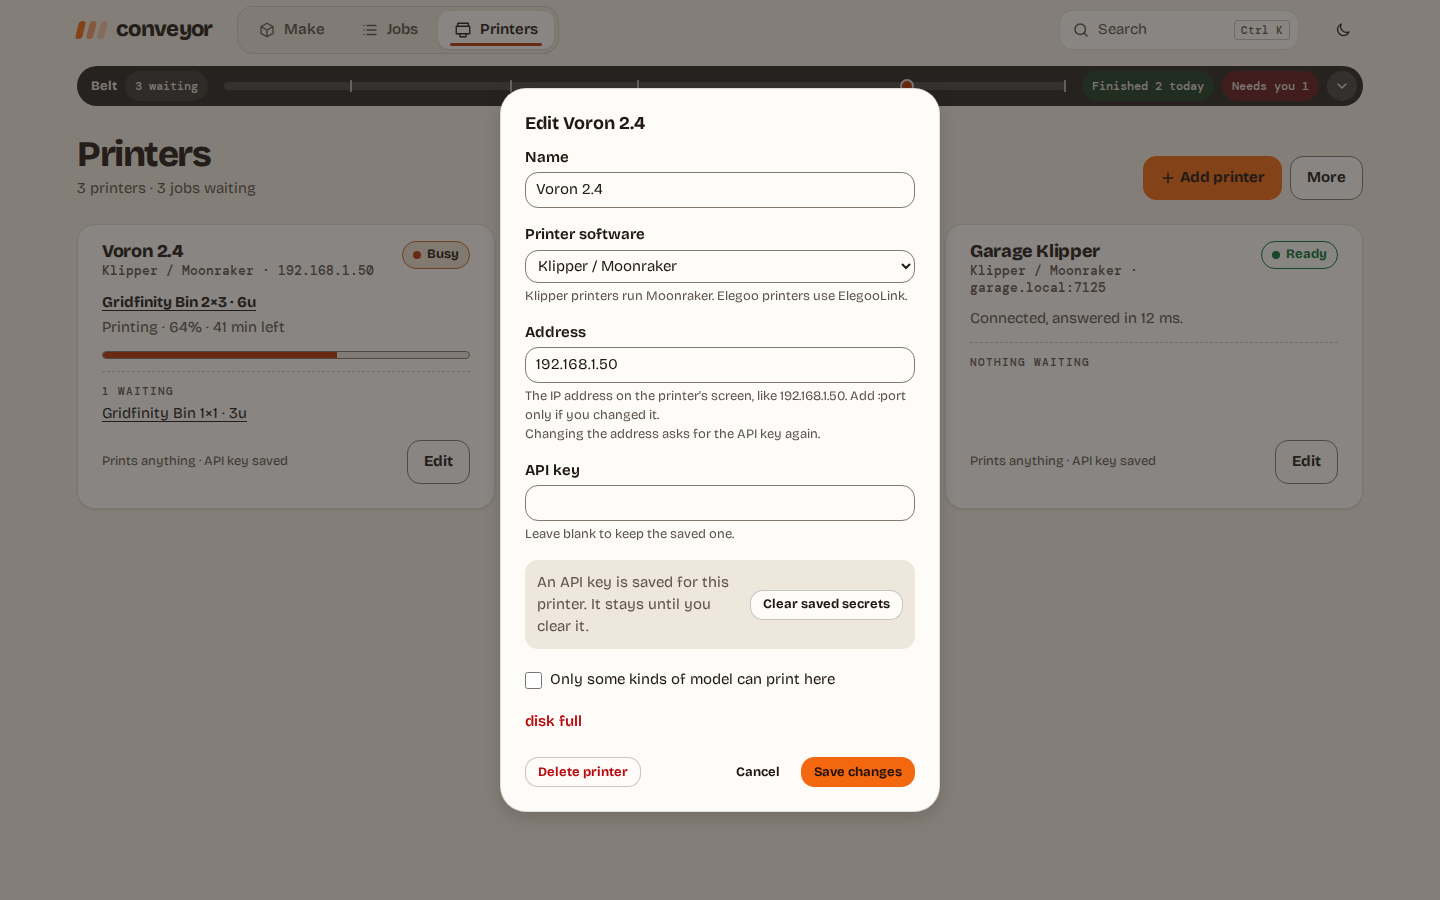 conveyor
Make
Jobs
Printers
Search
Ctrl K
Belt
3 waiting
Finished 2 today
Needs you 1
Printers
3 printers · 3 jobs waiting
+ Add printer
More
Voron 2.4
Busy
Klipper / Moonraker · 192.168.1.50
Gridfinity Bin 2×3 · 6u
Printing · 64% · 41 min left
1 WAITING
Gridfinity Bin 1×1 · 3u
Prints anything · API key saved
Edit
Edit Voron 2.4
Name
Voron 2.4
Printer software
Klipper / Moonraker
Klipper printers run Moonraker. Elegoo printers use ElegooLink.
Address
192.168.1.50
The IP address on the printer's screen, like 192.168.1.50. Add :port
only if you changed it.
Changing the address asks for the API key again.
API key
Leave blank to keep the saved one.
An API key is saved for this
printer. It stays until you
clear it.
Clear saved secrets
Only some kinds of model can print here
disk full
Delete printer
Cancel
Save changes
Garage Klipper
Ready
Klipper / Moonraker ·
garage.local:7125
Connected, answered in 12 ms.
NOTHING WAITING
Prints anything · API key saved
Edit